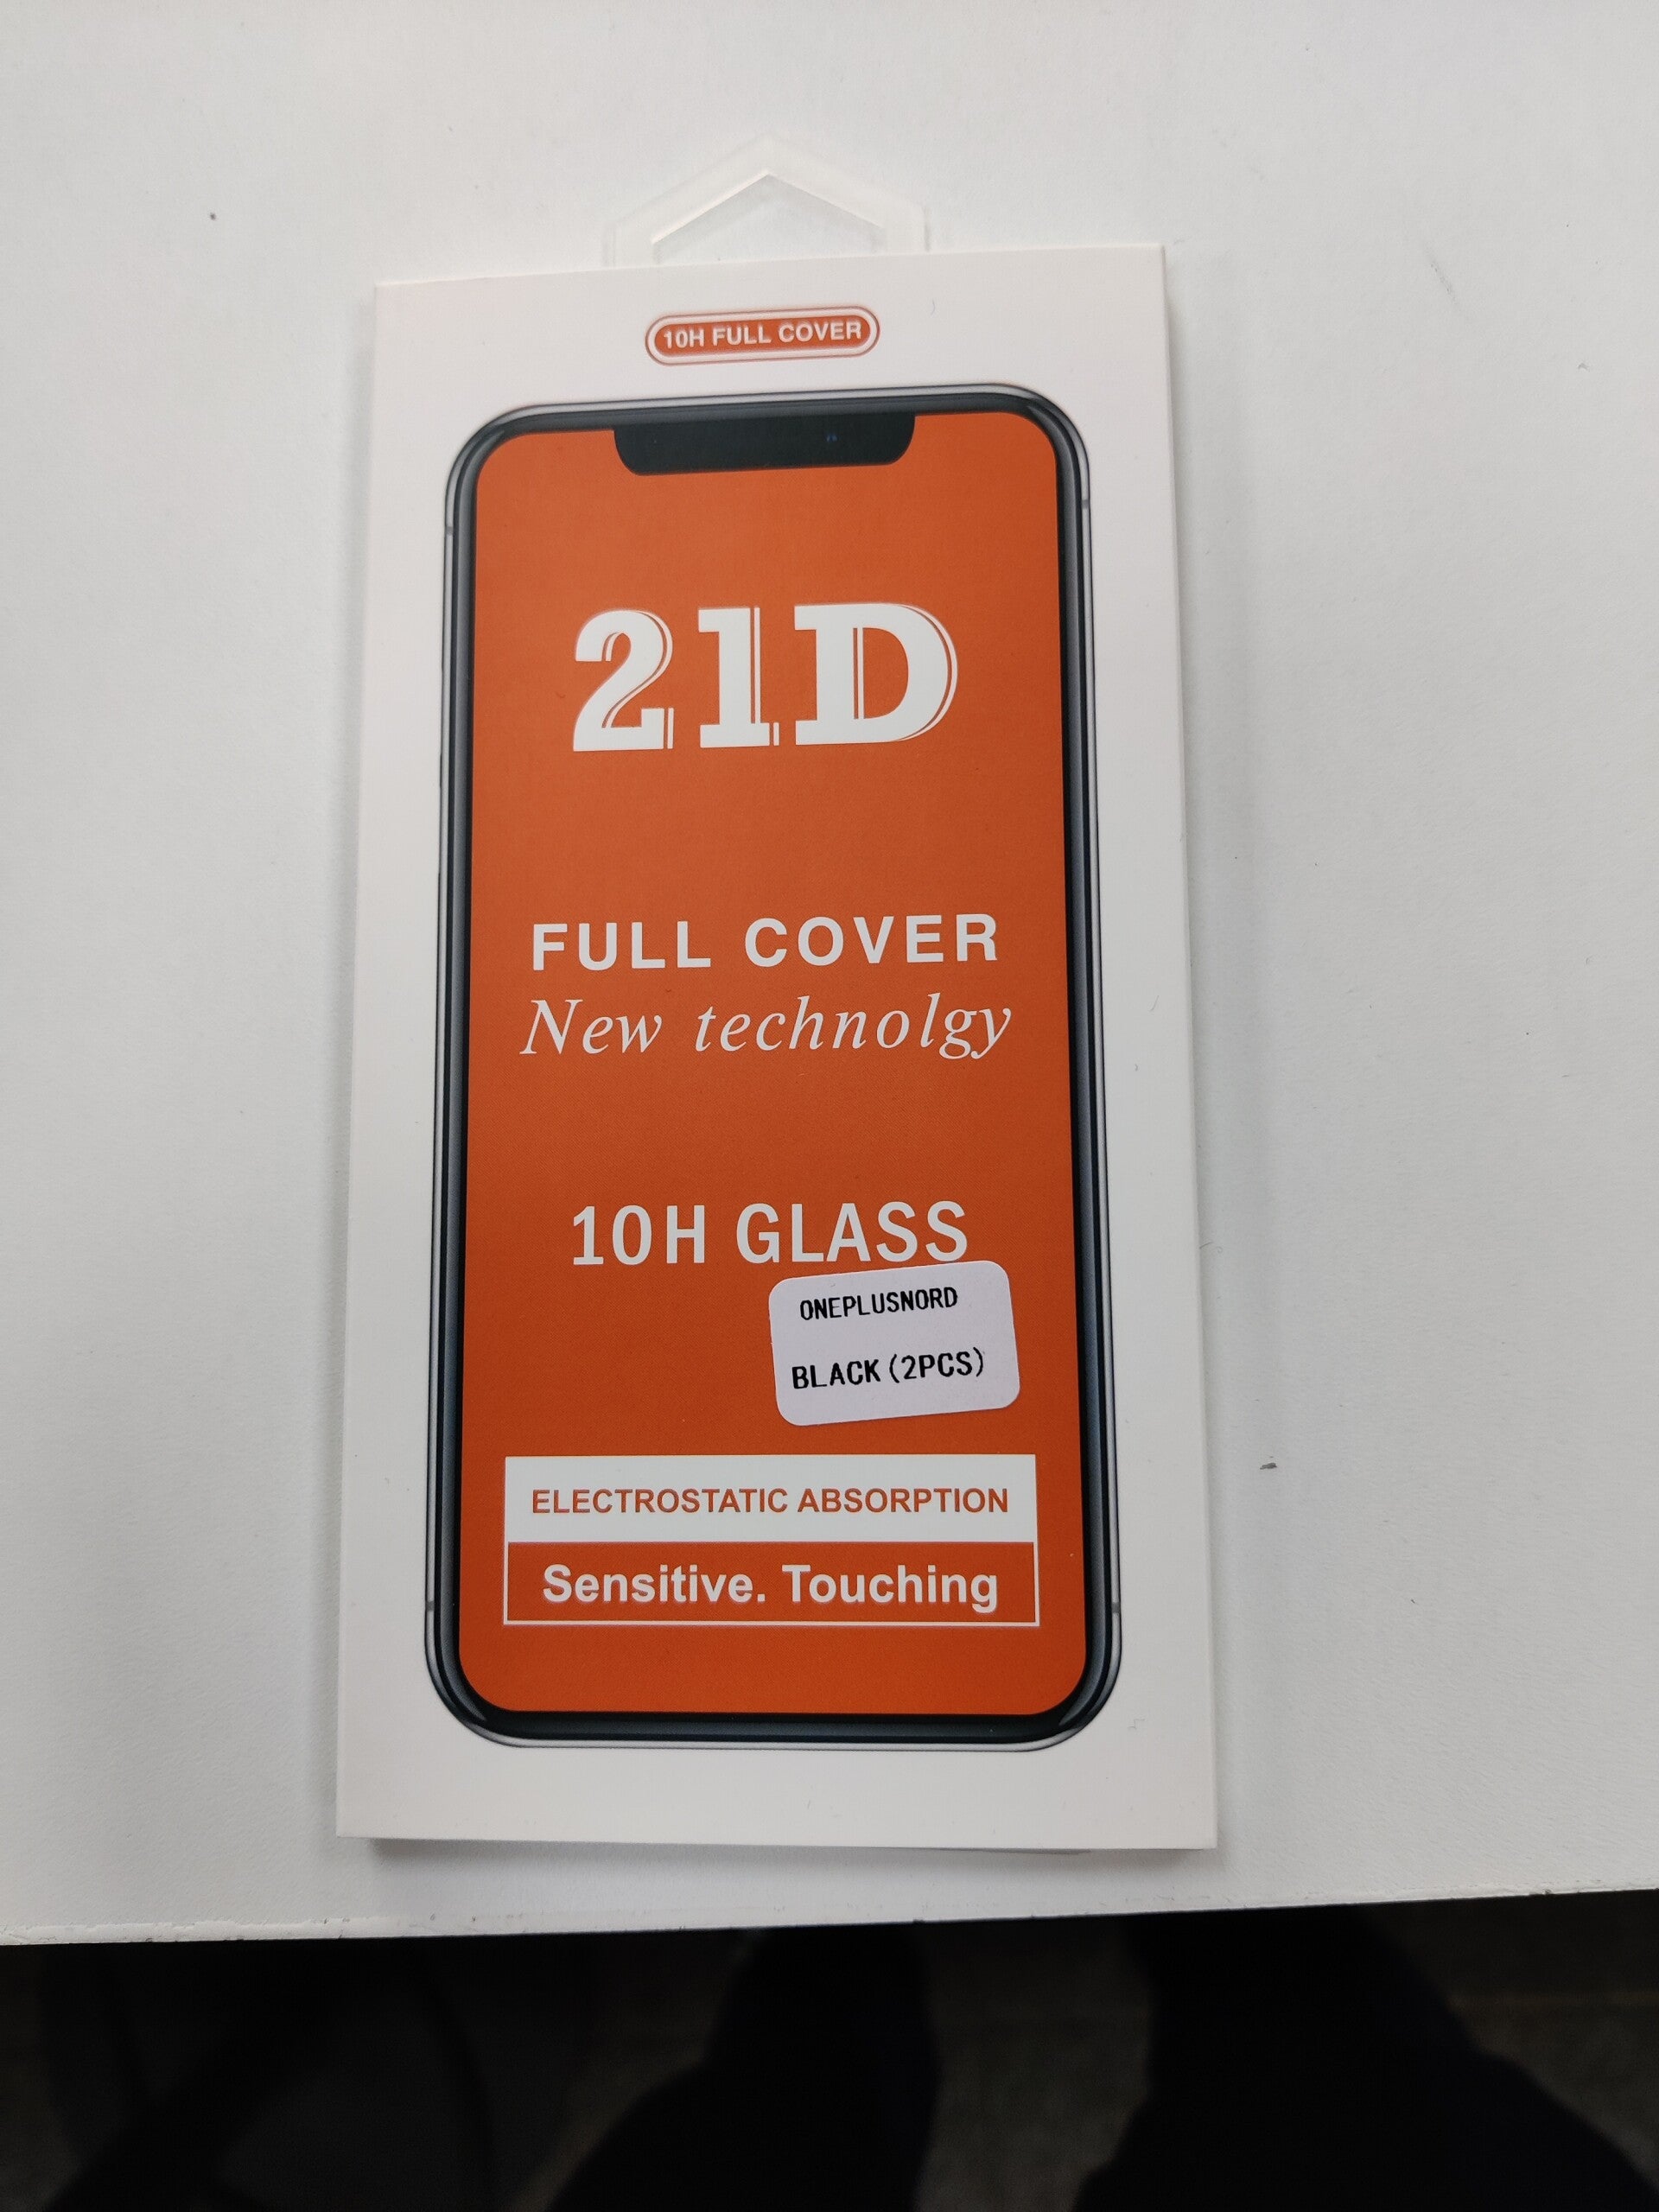 10H FULL COVER
21D
FULL COVER
New technolgy
10H GLASS
ONEPLUSNORD
BLACK(2PCS)
ELECTROSTATIC ABSORPTION
Sensitive. Touching